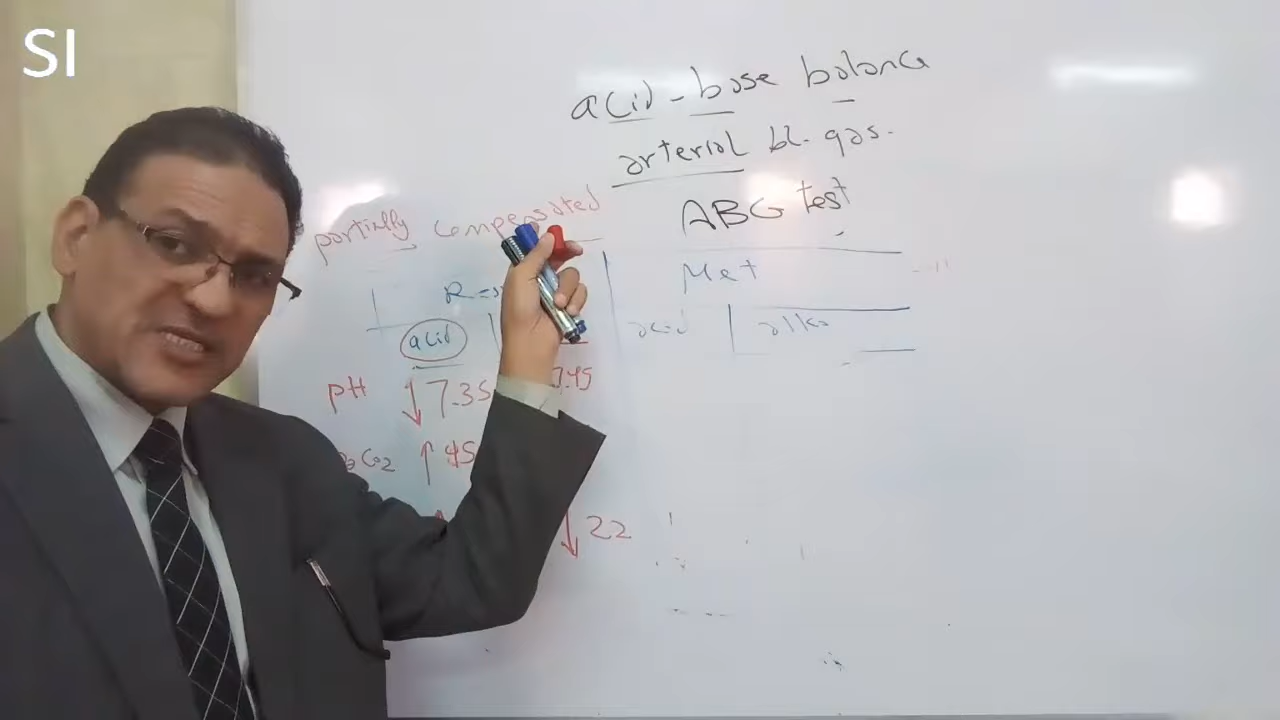 SI
acid - base balance
arterial bl. gas.
ABG test
partially compensated
Met
acid
acid alka
pH ↓ 7.35 7.45
↑ 45
↓ 22